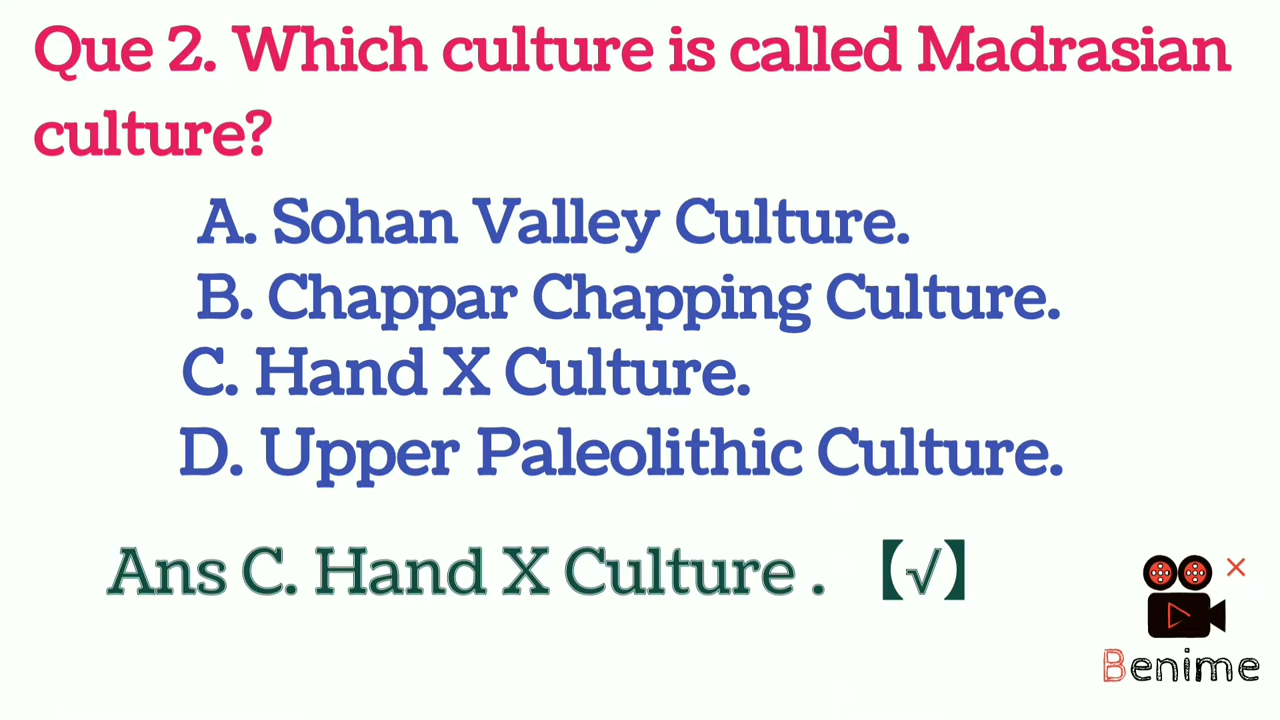 Que 2. Which culture is called Madrasian
culture?
A. Sohan Valley Culture.
B. Chappar Chapping Culture.
C. Hand X Culture.
D. Upper Paleolithic Culture.
Ans C. Hand X Culture . 【√】
Benime